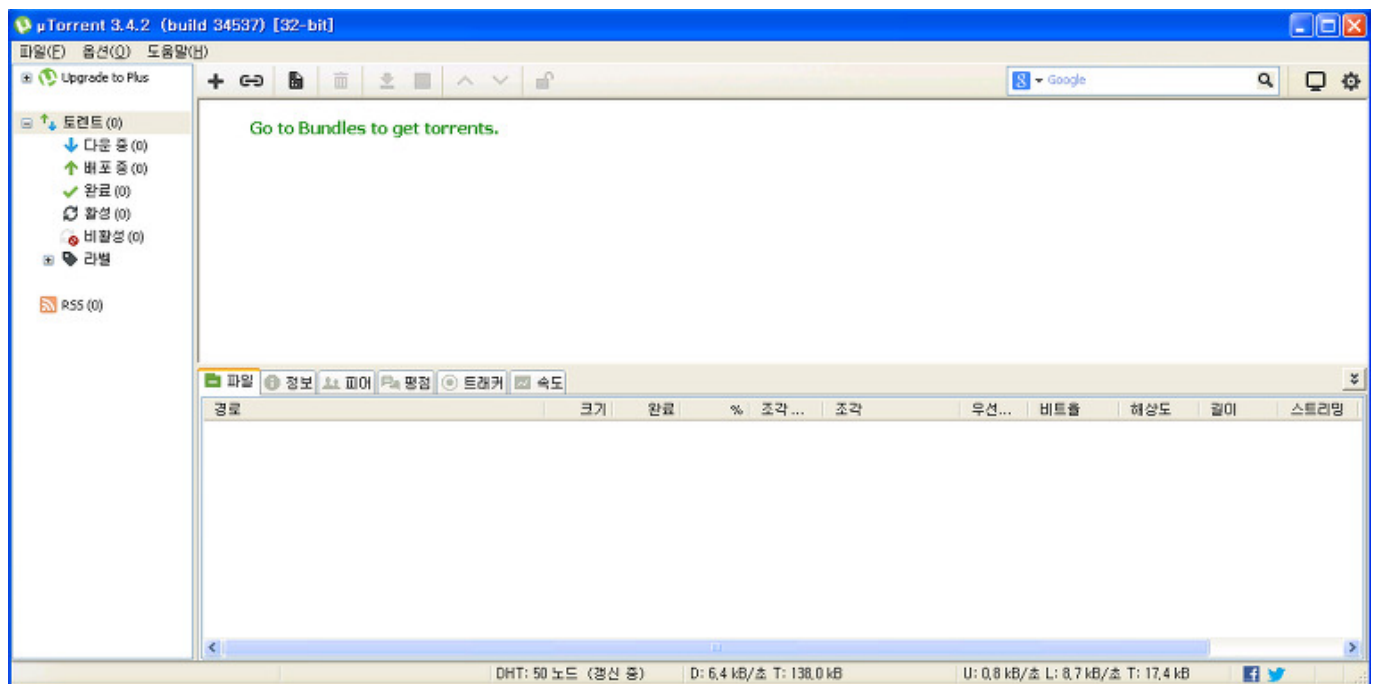 µTorrent 3.4.2 (build 34537) [32-bit]
파일(F) 옵션(O) 도움말(H)
Upgrade to Plus
Google
토렌트 (0)
다운 중 (0)
배포 중 (0)
완료 (0)
활성 (0)
비활성 (0)
라벨
RSS (0)
Go to Bundles to get torrents.
파일 정보 피어 평점 트래커 속도
경로 크기 완료 % 조각... 조각 우선... 비트율 해상도 길이 스트리밍
DHT: 50 노드 (갱신 중) D: 6,4 kB/초 T: 138,0 kB U: 0,8 kB/초 L: 8,7 kB/초 T: 17,4 kB